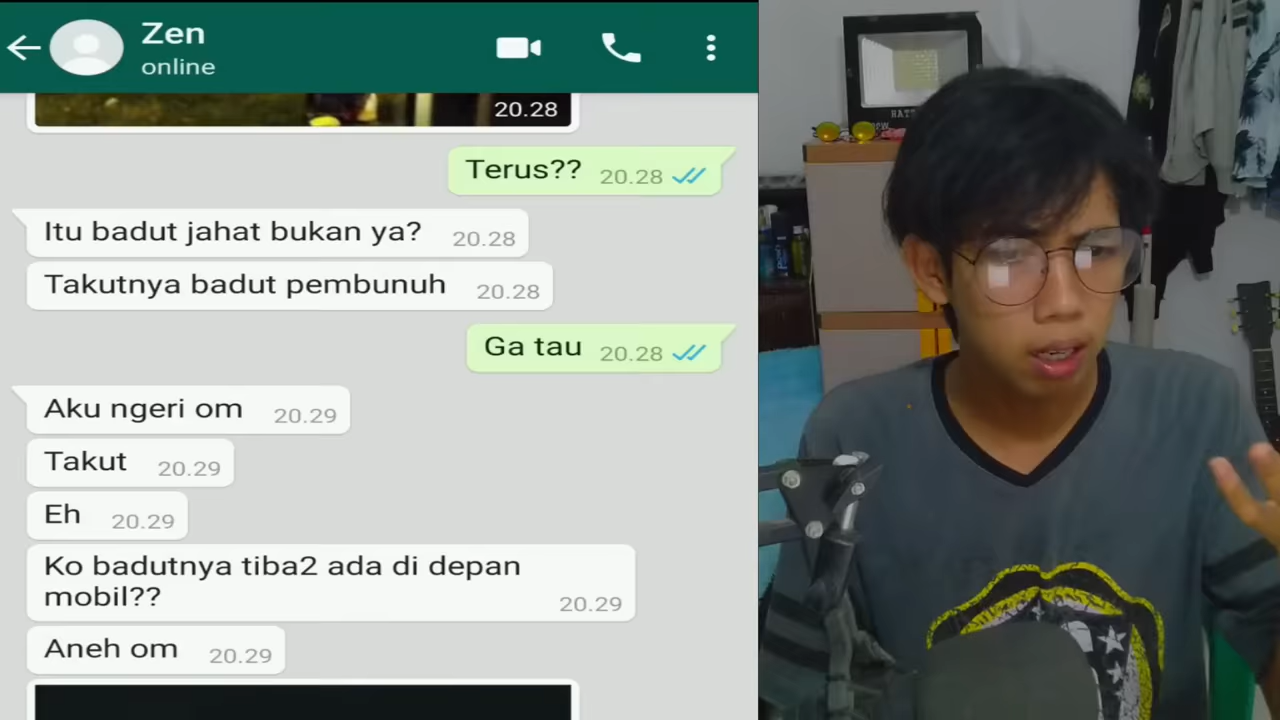 Zen
online
20.28
Terus?? 20.28
Itu badut jahat bukan ya? 20.28
Takutnya badut pembunuh 20.28
Ga tau 20.28
Aku ngeri om 20.29
Takut 20.29
Eh 20.29
Ko badutnya tiba2 ada di depan
mobil?? 20.29
Aneh om 20.29